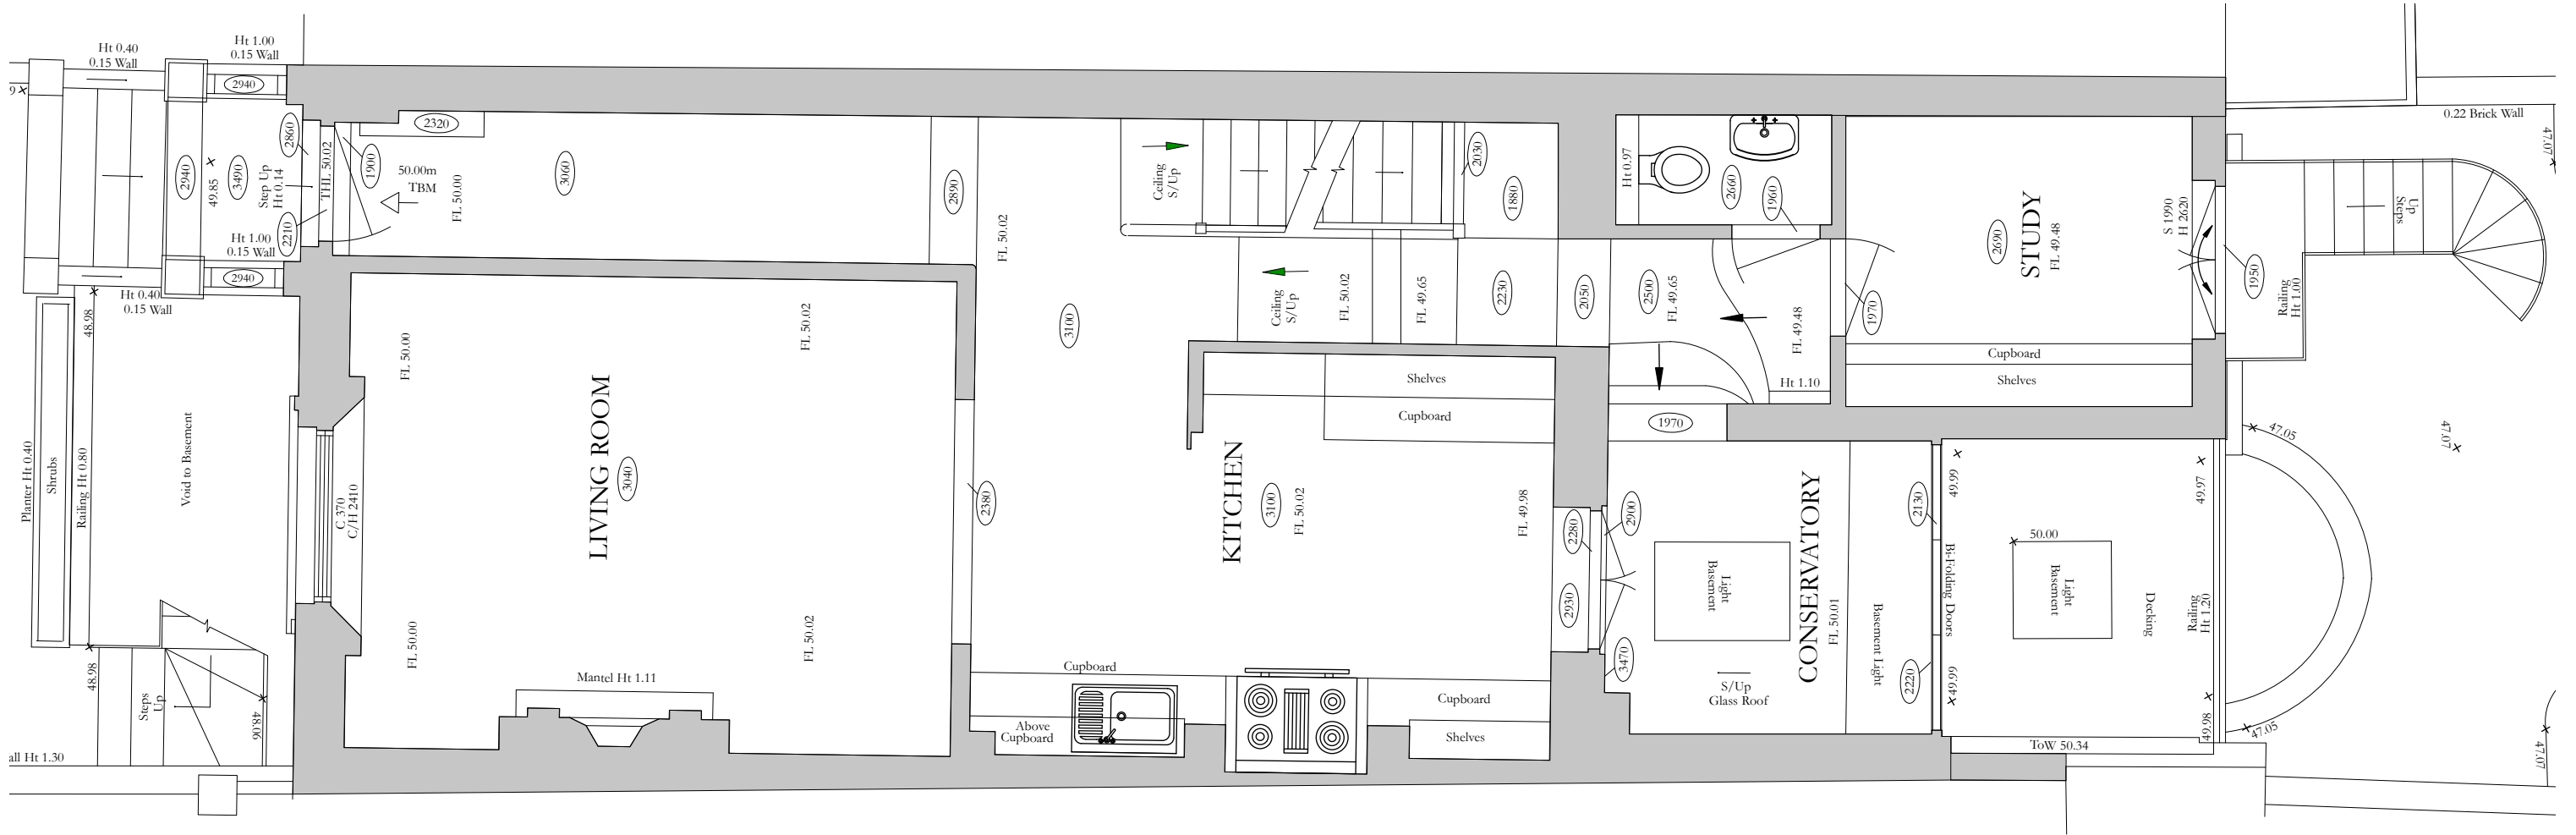 Ht 0.40
0.15 Wall
Ht 1.00
0.15 Wall
2940
9
2940
49.85
3490
Step Up
Ht 0.14
2860
THL 50.02
2210
1900
2320
50.00m
TBM
FL 50.00
3060
2890
FL 50.02
Ht 1.00
0.15 Wall
2940
Ht 0.40
0.15 Wall
48.98
Planter Ht 0.40
Shrubs
Railing Ht 0.80
Void to Basement
C 370
C/H 2410
48.98
Steps
Up
48.06
all Ht 1.30
FL 50.00
FL 50.02
LIVING ROOM
3040
FL 50.00
FL 50.02
Mantel Ht 1.11
2380
3100
Ceiling
S/Up
Ceiling
S/Up
FL 50.02
FL 49.65
2030
1880
2230
2050
2500
FL 49.65
Shelves
Cupboard
KITCHEN
3100
FL 50.02
FL 49.98
Cupboard
Above
Cupboard
Cupboard
Shelves
2280
2930
2900
3470
Ht 0.97
2660
1960
FL 49.48
1970
Ht 1.10
1970
STUDY
2690
FL 49.48
S 1990
H 2620
Cupboard
Shelves
1950
Railing
Ht 1.00
Up
Steps
0.22 Brick Wall
47.07
CONSERVATORY
FL 50.01
Light
Basement
S/Up
Glass Roof
Basement Light
2130
2220
Bi-Folding Doors
49.99
49.99
50.00
Light
Basement
Decking
Railing
Ht 1.20
49.97
49.98
ToW 50.34
47.05
47.05
47.07
47.07